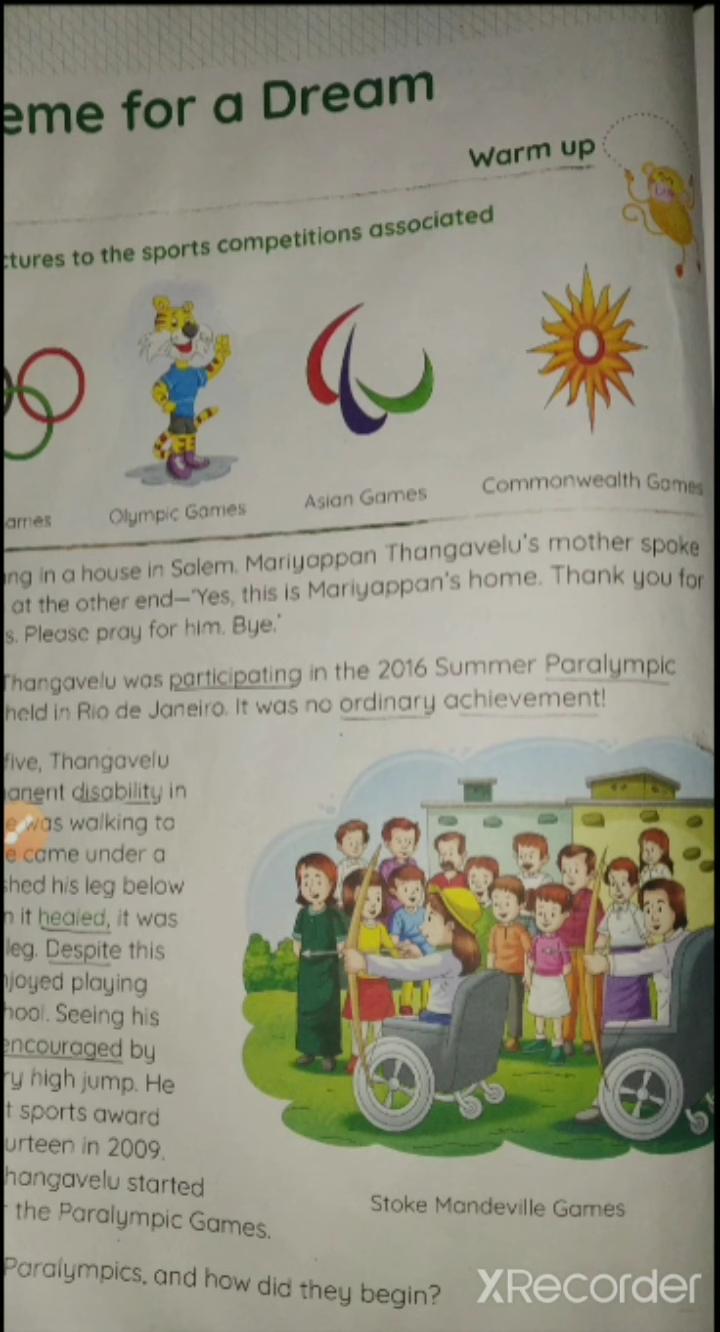 eme for a Dream
Warm up
ctures to the sports competitions associated
ames
Olympic Games
Asian Games
Commonwealth Games
ng in a house in Salem. Mariyappan Thangavelu's mother spoke
at the other end—'Yes, this is Mariyappan's home. Thank you for
s. Please pray for him. Bye.'
Thangavelu was participating in the 2016 Summer Paralympic
held in Rio de Janeiro. It was no ordinary achievement!
five, Thangavelu
anent disability in
e was walking to
e came under a
shed his leg below
n it healed, it was
leg. Despite this
njoyed playing
hool. Seeing his
encouraged by
ry high jump. He
t sports award
urteen in 2009.
hangavelu started
the Paralympic Games.
Stoke Mandeville Games
Paralympics, and how did they begin?
XRecorder